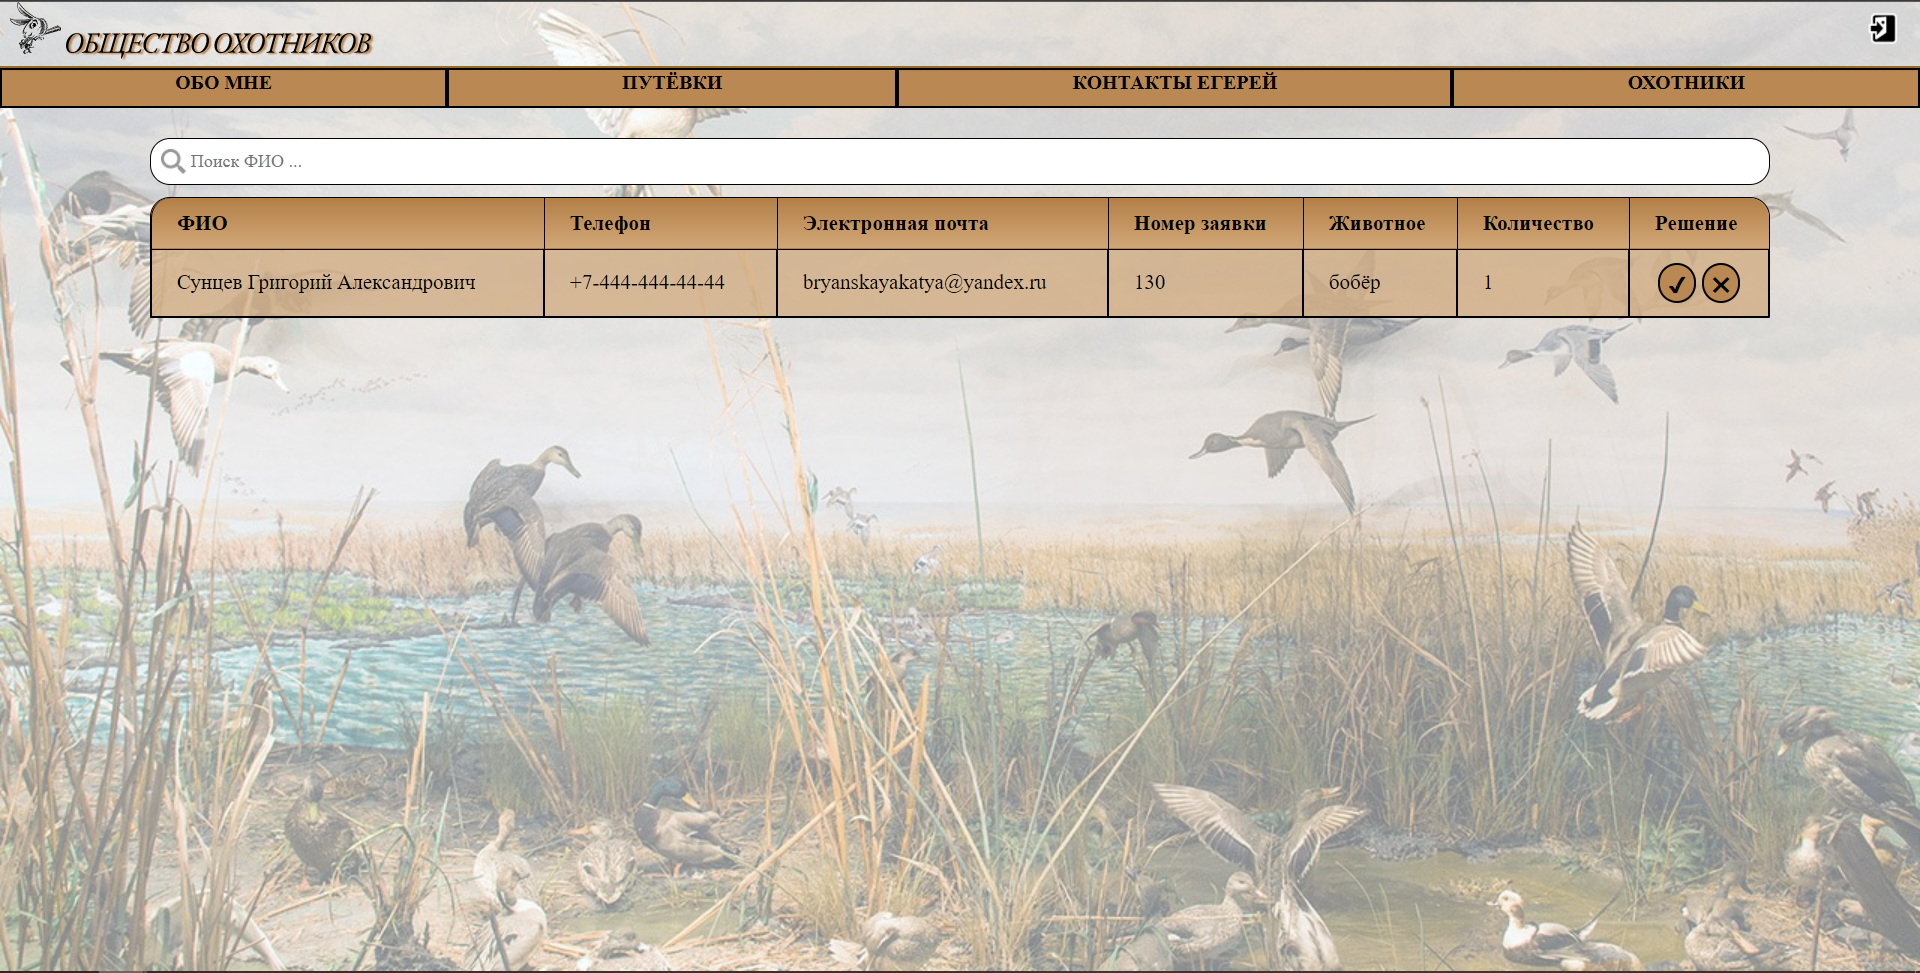 ОБЩЕСТВО ОХОТНИКОВ
ОБО МНЕ ПУТЁВКИ КОНТАКТЫ ЕГЕРЕЙ ОХОТНИКИ
Поиск ФИО ...
ФИО Телефон Электронная почта Номер заявки Животное Количество Решение
Сунцев Григорий Александрович +7-444-444-44-44 bryanskayakatya@yandex.ru 130 бобёр 1